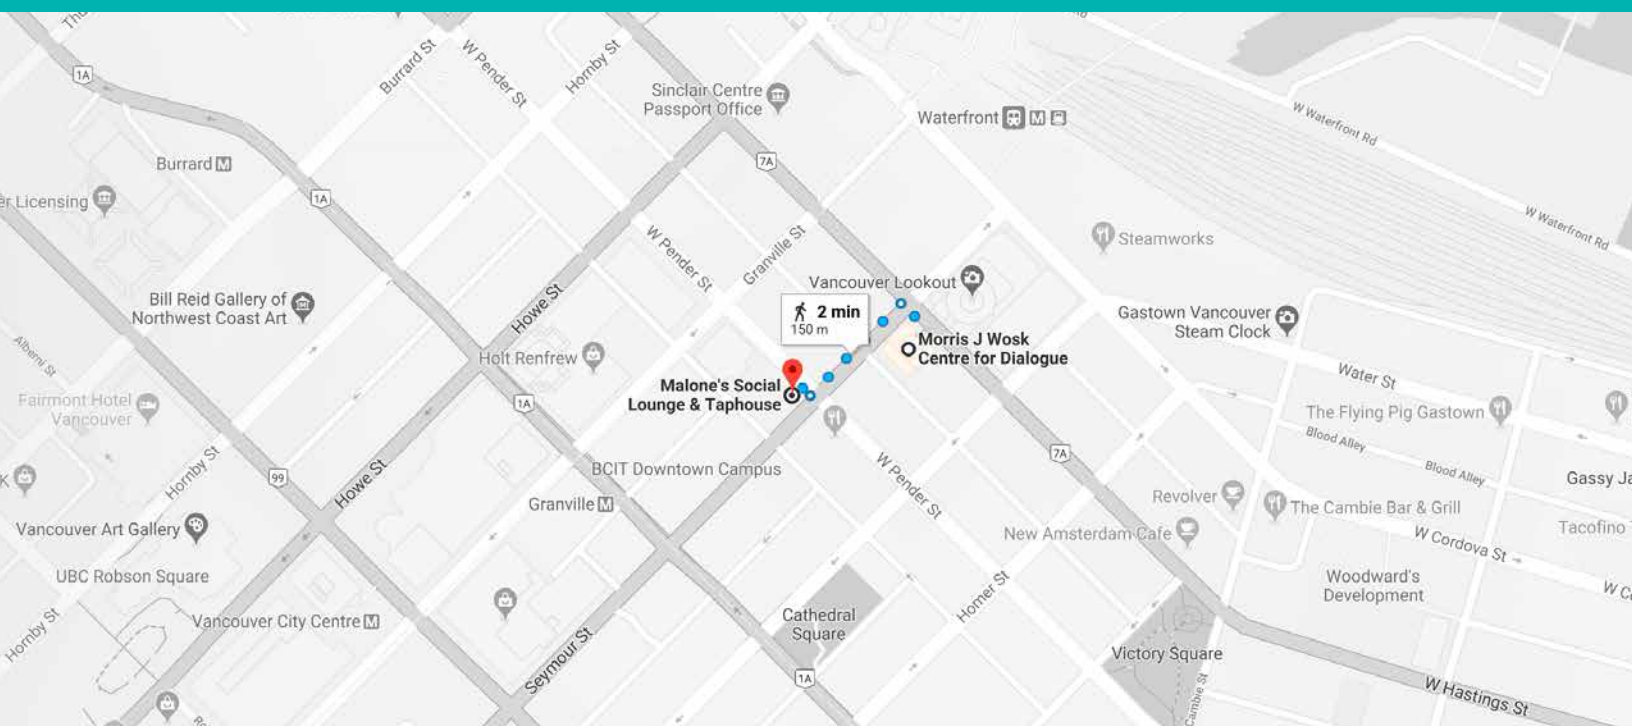 1A
Burrard St
W Pender St
Hornby St
Sinclair Centre
Passport Office
Waterfront
M
W Waterfront Rd
7A
Burrard M
1A
er Licensing
W Waterfront Rd
Steamworks
W Pender St
Granville St
Vancouver Lookout
Bill Reid Gallery of
Northwest Coast Art
Howe St
2 min
150 m
Gastown Vancouver
Steam Clock
Morris J Wosk
Centre for Dialogue
Alberni St
Holt Renfrew
Malone's Social
Lounge & Taphouse
Water St
Fairmont Hotel
Vancouver
1A
The Flying Pig Gastown
Blood Alley
Blood Alley
7A
Hornby St
99
Howe St
BCIT Downtown Campus
W Pender St
Gassy Ja
K
Granville M
Revolver
The Cambie Bar & Grill
Vancouver Art Gallery
New Amsterdam Cafe
W Cordova St
Tacofino
UBC Robson Square
Woodward's
Development
Homer St
W Co
Vancouver City Centre M
Cathedral
Square
Hornby St
Seymour St
Victory Square
1A
Cambie St
W Hastings St